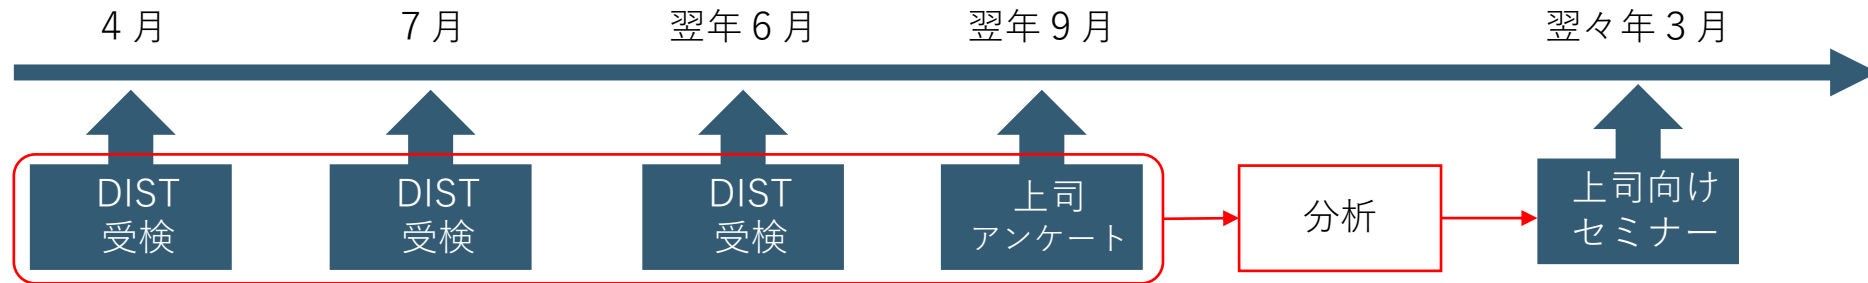 4月
7月
翌年6月
翌年9月
翌々年3月
DIST
受検
DIST
受検
DIST
受検
上司
アンケート
分析
上司向け
セミナー